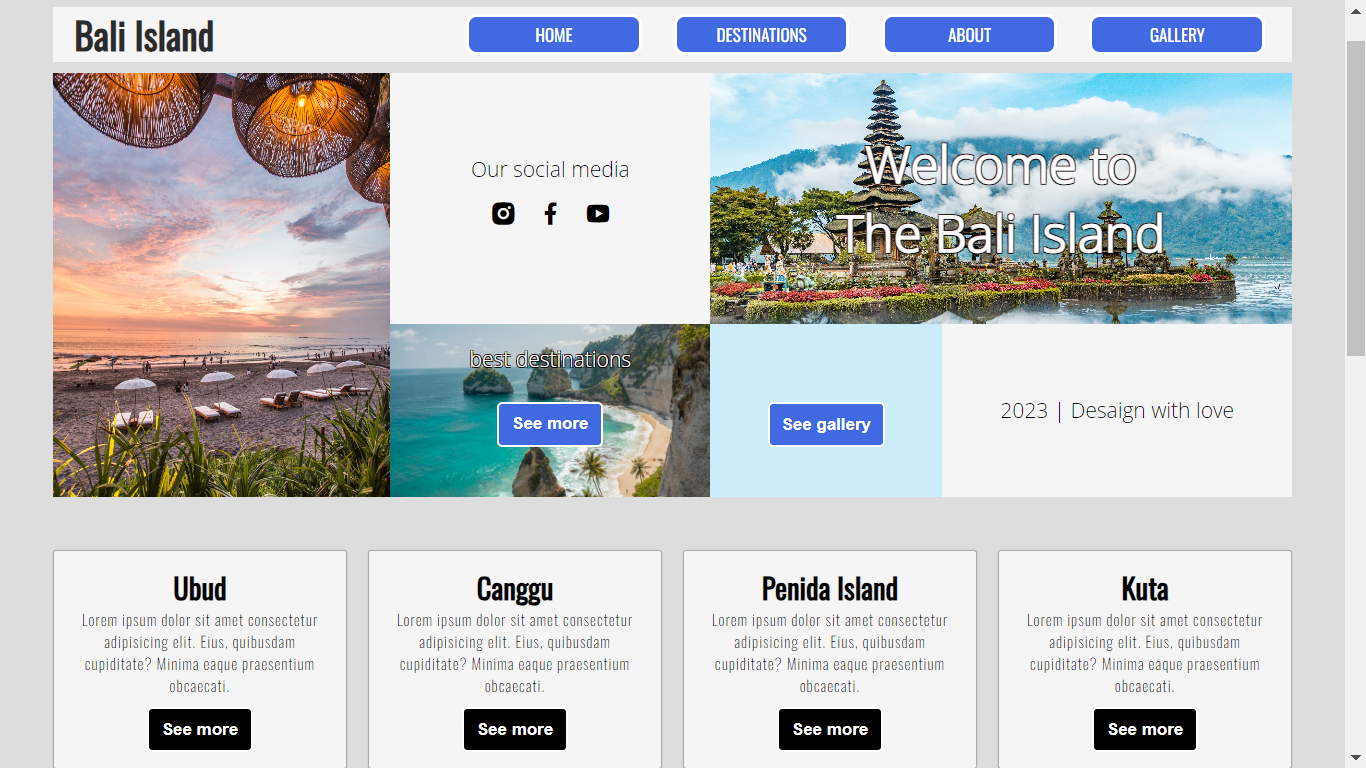 Bali Island
HOME
DESTINATIONS
ABOUT
GALLERY
Our social media
Welcome to
The Bali Island
best destinations
See more
See gallery
2023 | Desaign with love
Ubud
Lorem ipsum dolor sit amet consectetur
adipisicing elit. Eius, quibusdam
cupiditate? Minima eaque praesentium
obcaecati.
See more
Canggu
Lorem ipsum dolor sit amet consectetur
adipisicing elit. Eius, quibusdam
cupiditate? Minima eaque praesentium
obcaecati.
See more
Penida Island
Lorem ipsum dolor sit amet consectetur
adipisicing elit. Eius, quibusdam
cupiditate? Minima eaque praesentium
obcaecati.
See more
Kuta
Lorem ipsum dolor sit amet consectetur
adipisicing elit. Eius, quibusdam
cupiditate? Minima eaque praesentium
obcaecati.
See more